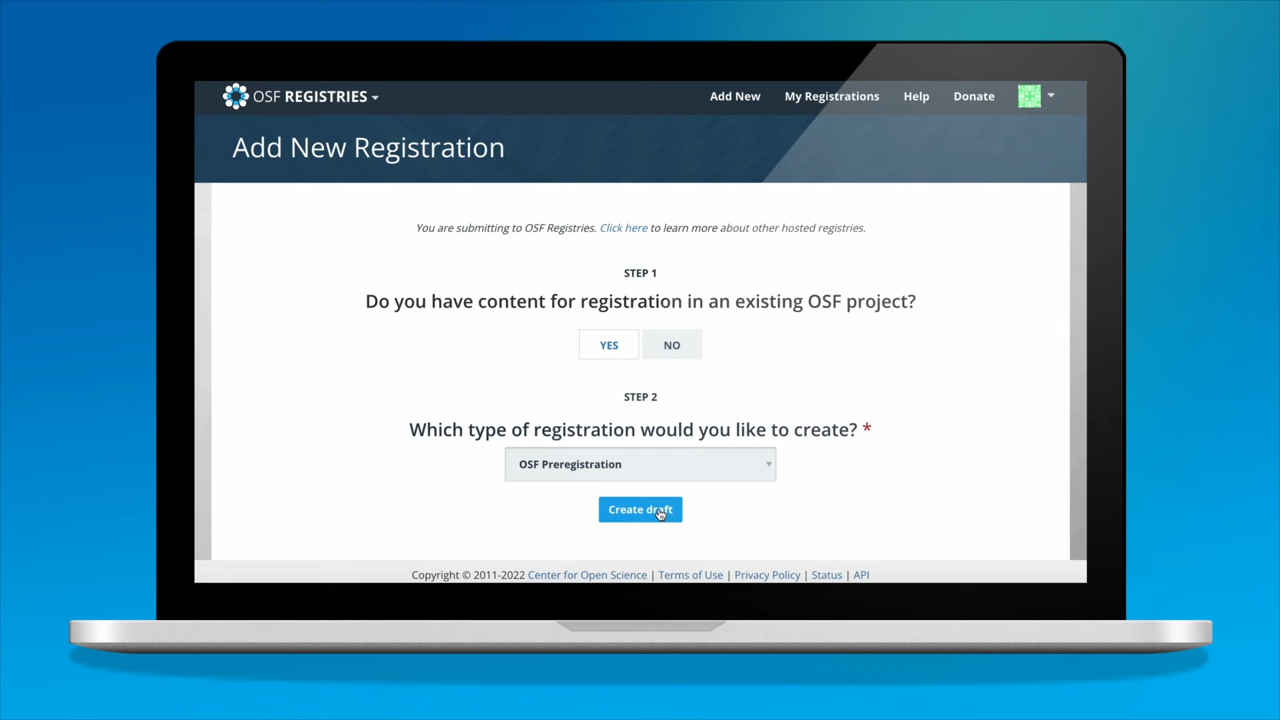 OSF REGISTRIES Add New My Registrations Help Donate
Add New Registration
You are submitting to OSF Registries. Click here to learn more about other hosted registries.
STEP 1
Do you have content for registration in an existing OSF project?
YES NO
STEP 2
Which type of registration would you like to create? *
OSF Preregistration
Create draft
Copyright © 2011-2022 Center for Open Science | Terms of Use | Privacy Policy | Status | API